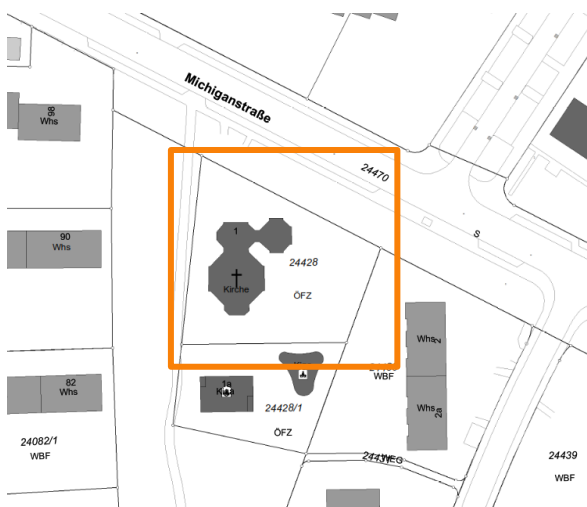 Michiganstraße
98
Whs
24470
1
S
90
Whs
24428
Kirche
ÖFZ
Whs
2
WBF
82
Whs
1a
24428/1
Whs
2a
ÖFZ
24082/1
WBF
WEG
24439
WBF